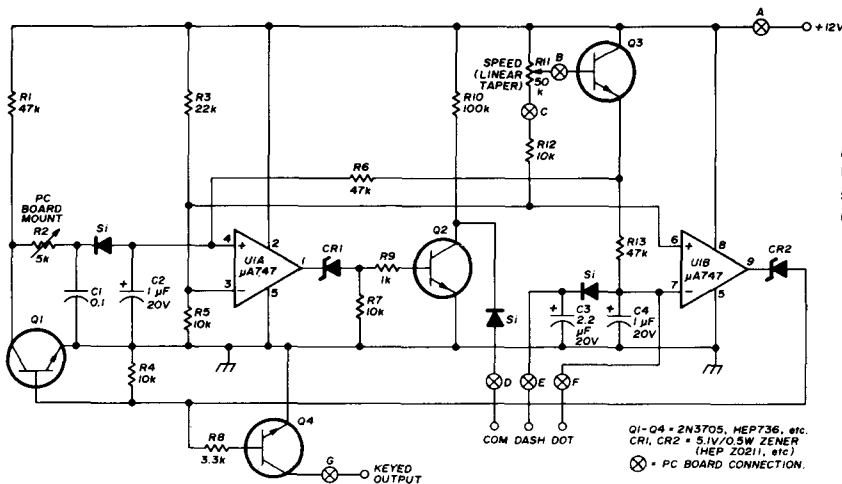 A
+12V
R1
47k
R3
22k
Q3
SPEED
(LINEAR
TAPER)
R11
50
k
B
C
R10
100k
R12
10k
R6
47k
PC
BOARD
MOUNT
R2
5k
Si
C1
0.1
C2
1 µF
20V
+
4
+
3
-
U1A
µA747
2
5
1
CR1
R9
1k
R7
10k
Q2
R5
10k
Si
R13
47k
Si
+
C3
2.2
µF
20V
+
C4
1 µF
20V
6
+
7
-
U1B
µA747
8
5
9
CR2
Q1
R4
10k
R8
3.3k
Q4
G
KEYED
OUTPUT
D
E
F
COM DASH DOT
Q1-Q4 = 2N3705, HEP736, etc.
CR1, CR2 = 5.1V/0.5W ZENER
(HEP Z0211, etc)
= PC BOARD CONNECTION.